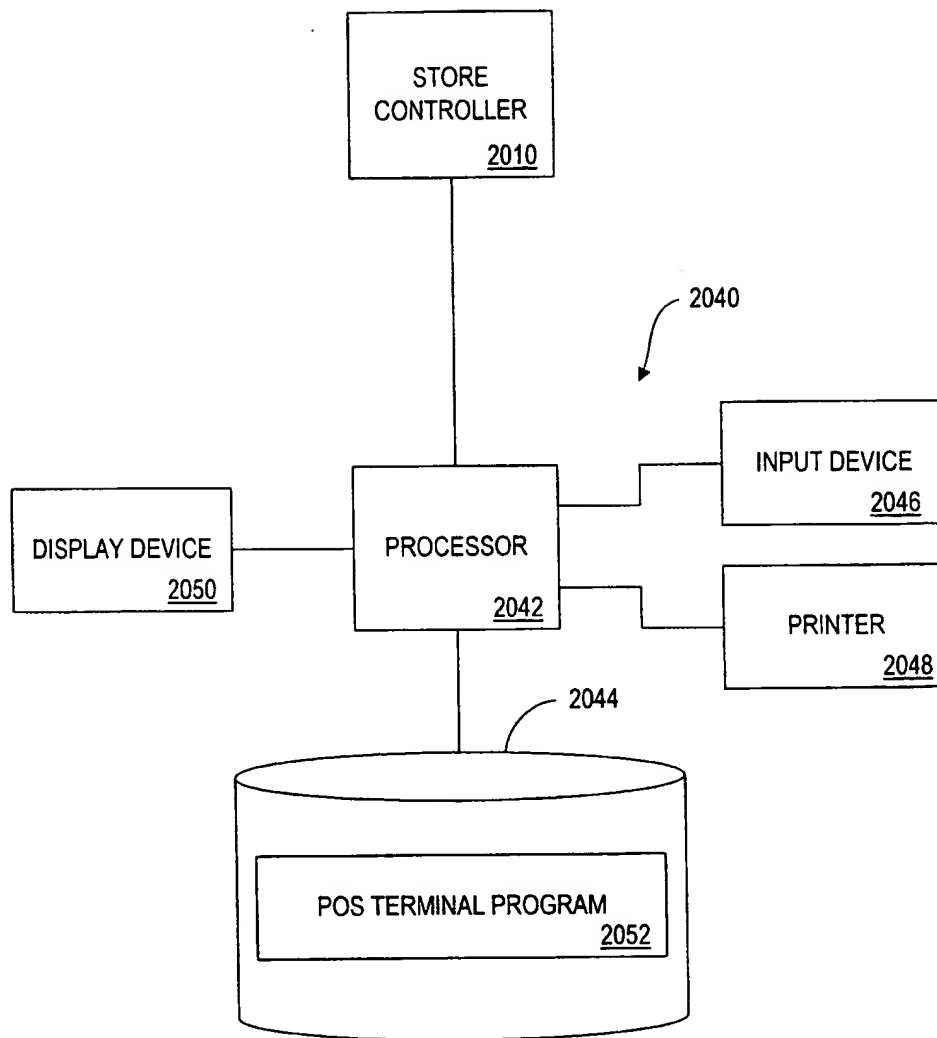 STORE
CONTROLLER
2010
2040
INPUT DEVICE
2046
DISPLAY DEVICE
2050
PROCESSOR
2042
PRINTER
2048
2044
POS TERMINAL PROGRAM
2052